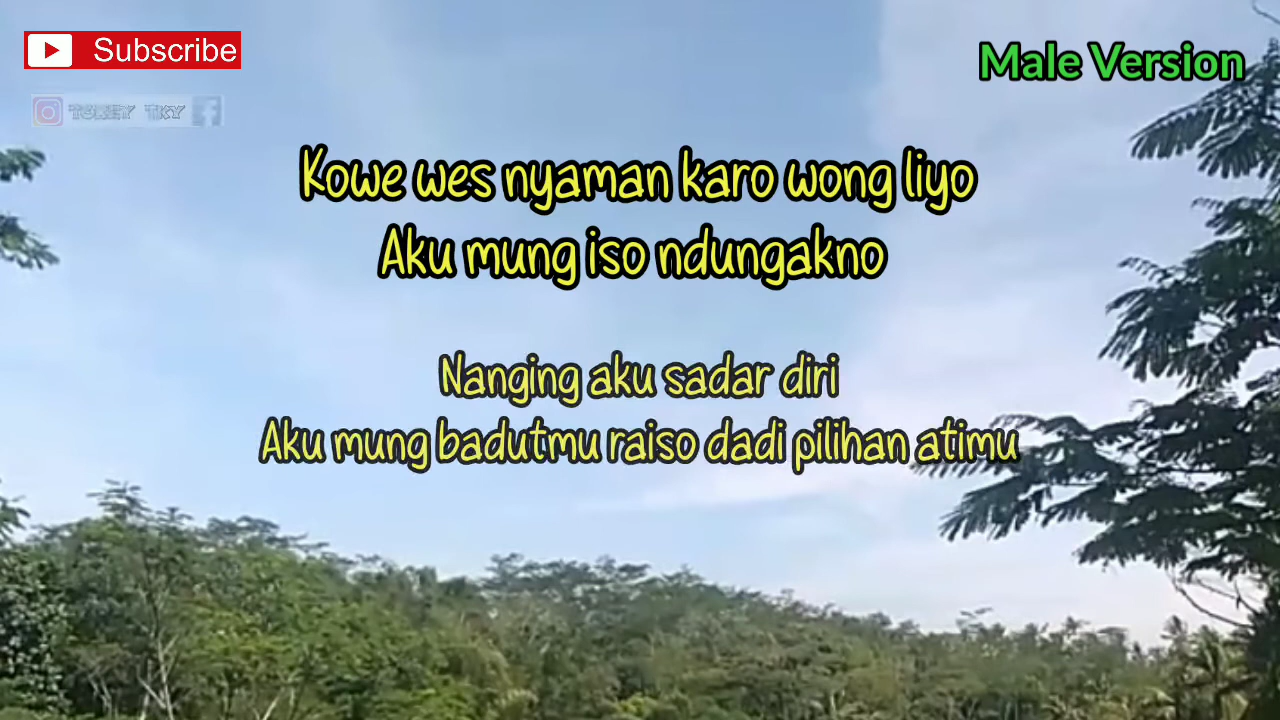 Subscribe
Male Version
Kowe wes nyaman karo wong liyo
Aku mung iso ndungakno
Nanging aku sadar diri
Aku mung badutmu raiso dadi pilihan atimu